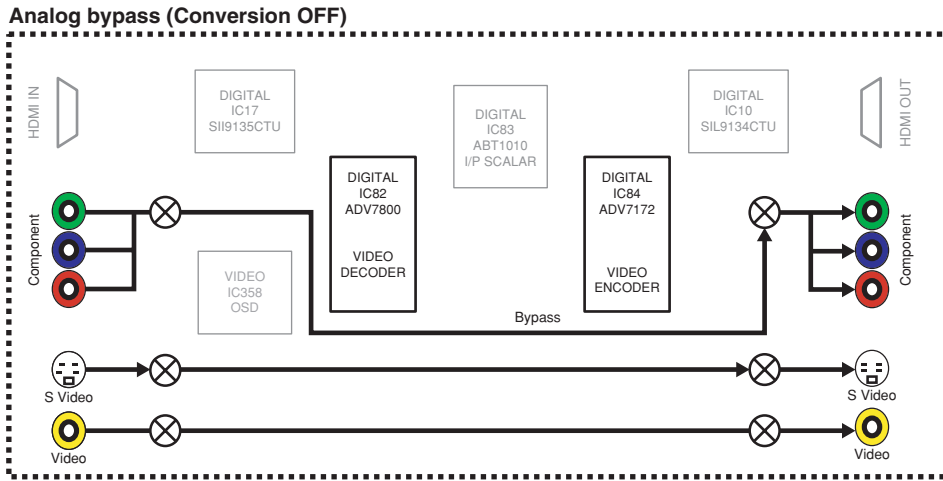 Analog bypass (Conversion OFF)
HDMI IN
DIGITAL
IC17
SII9135CTU
DIGITAL
IC83
ABT1010
I/P SCALAR
DIGITAL
IC10
SIL9134CTU
HDMI OUT
Component
DIGITAL
IC82
ADV7800
VIDEO
DECODER
DIGITAL
IC84
ADV7172
VIDEO
ENCODER
Component
VIDEO
IC358
OSD
Bypass
S Video
S Video
Video
Video